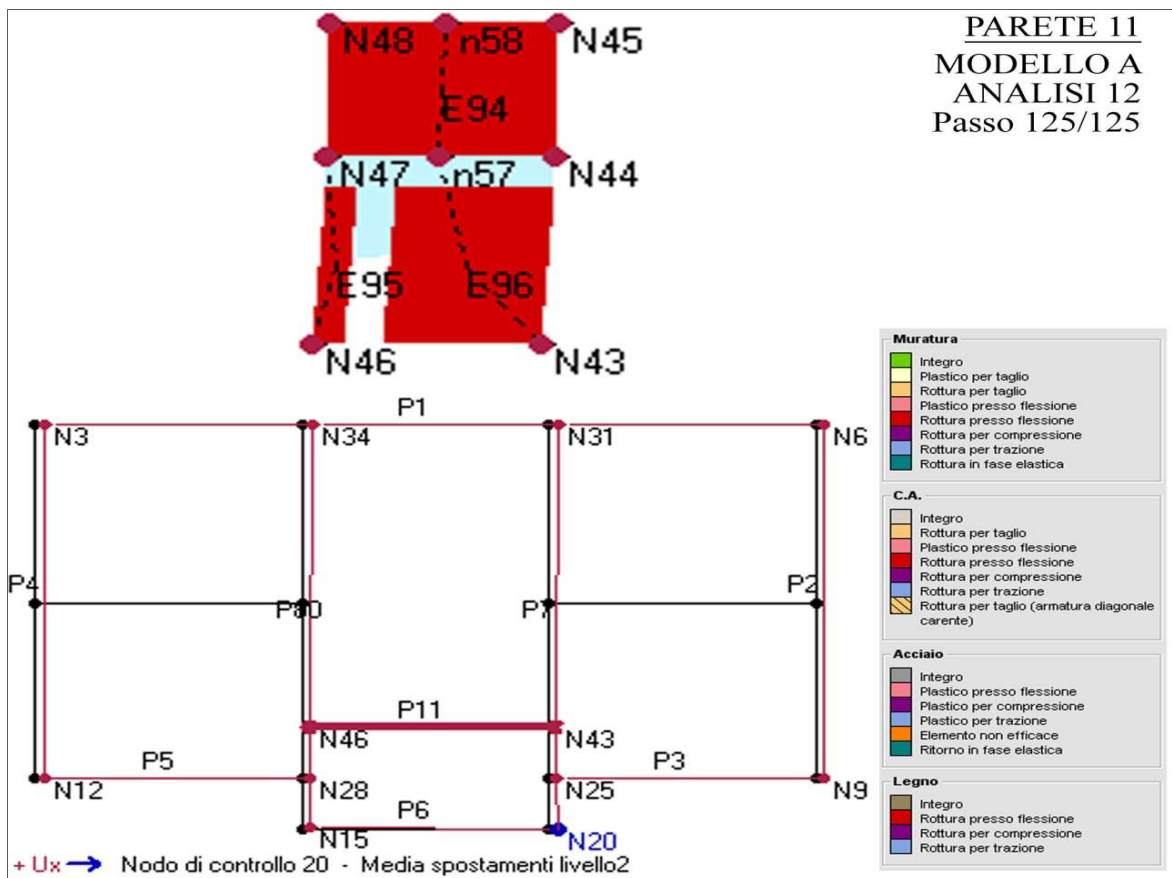 PARETE 11
MODELLO A
ANALISI 12
Passo 125/125
N48 n58 N45
E94
N47 n57 N44
E95 E96
N46 N43
P1
N3 N34 N31 N6
P4 P7 P2
P11
N46 N43
P5 P3
N12 N28 N25 N9
P6
N15 N20
+ Ux Nodo di controllo 20 - Media spostamenti livello2
Muratura
Integro
Plastico per taglio
Rottura per taglio
Plastico presso flessione
Rottura presso flessione
Rottura per compressione
Rottura per trazione
Rottura in fase elastica
C.A.
Integro
Rottura per taglio
Plastico presso flessione
Rottura presso flessione
Rottura per compressione
Rottura per trazione
Rottura per taglio (armatura diagonale
carente)
Acciaio
Integro
Plastico presso flessione
Plastico per compressione
Plastico per trazione
Elemento non efficace
Ritorno in fase elastica
Legno
Integro
Rottura presso flessione
Rottura per compressione
Rottura per trazione